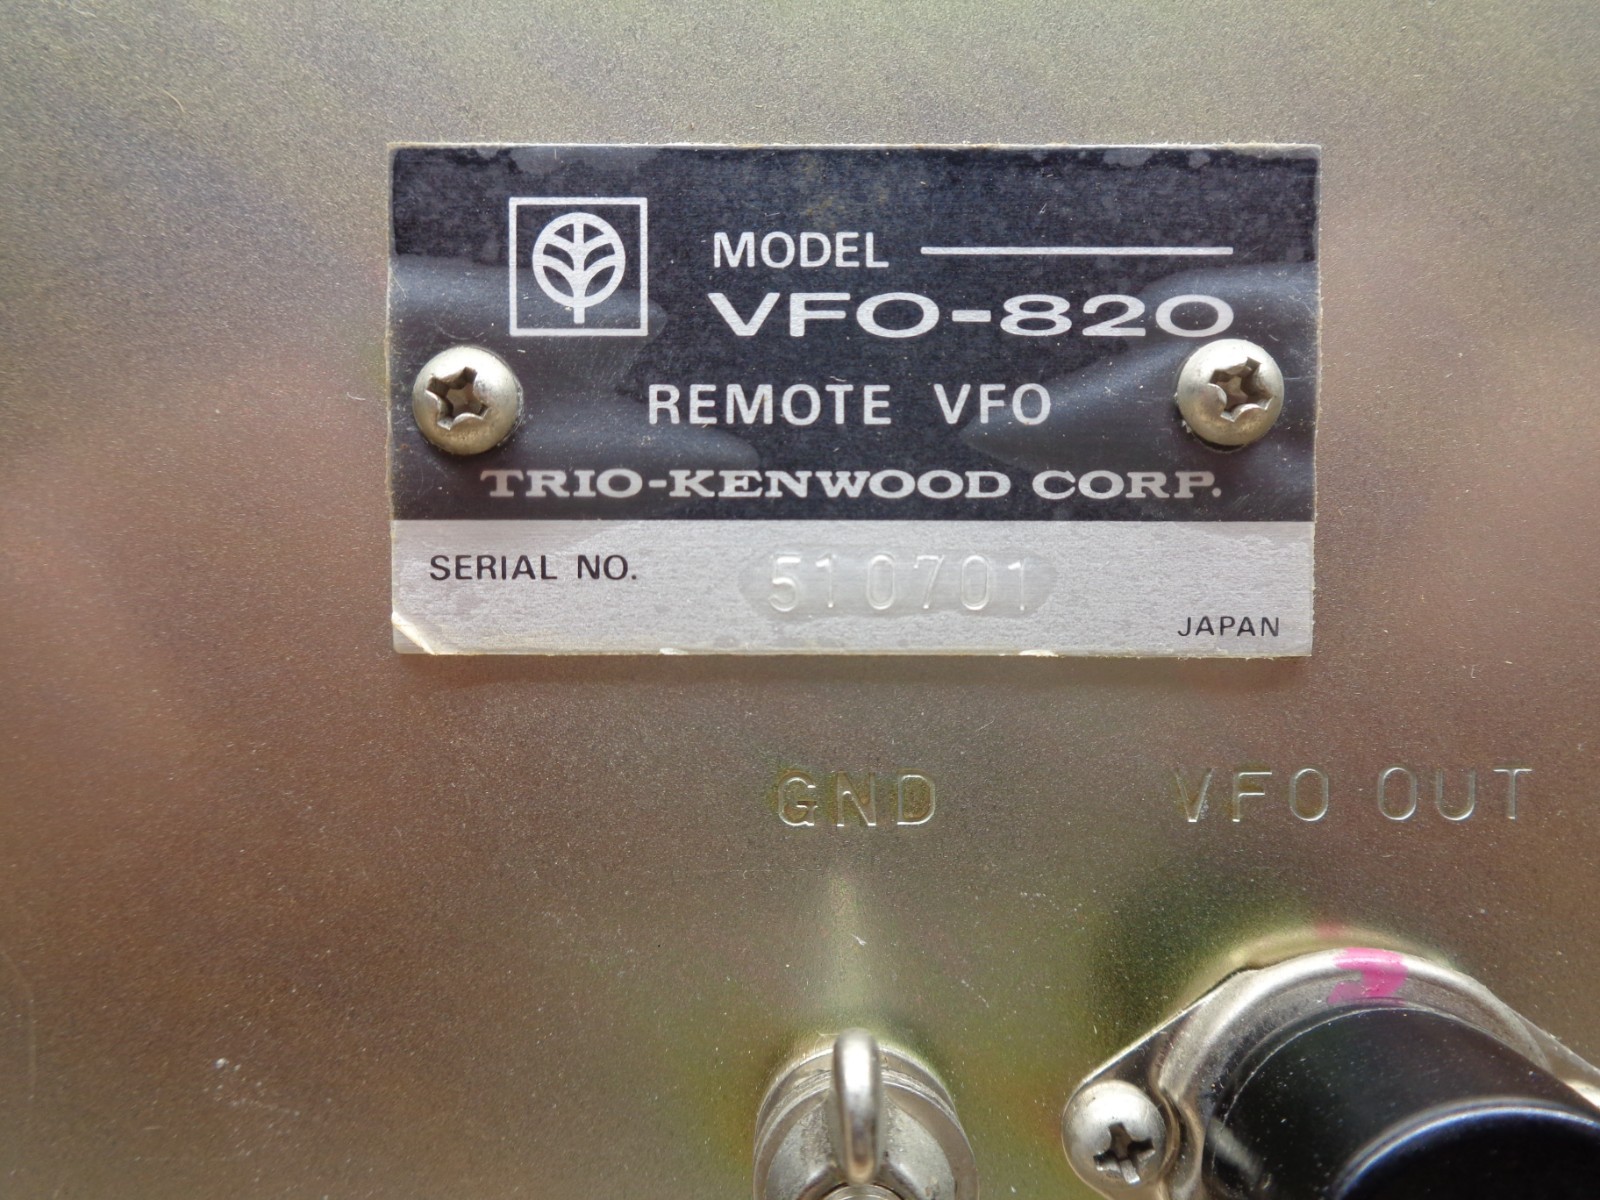 MODEL
VFO-820
REMOTE VFO
TRIO-KENWOOD CORP.
SERIAL NO. 510701
JAPAN
GND
VFO OUT